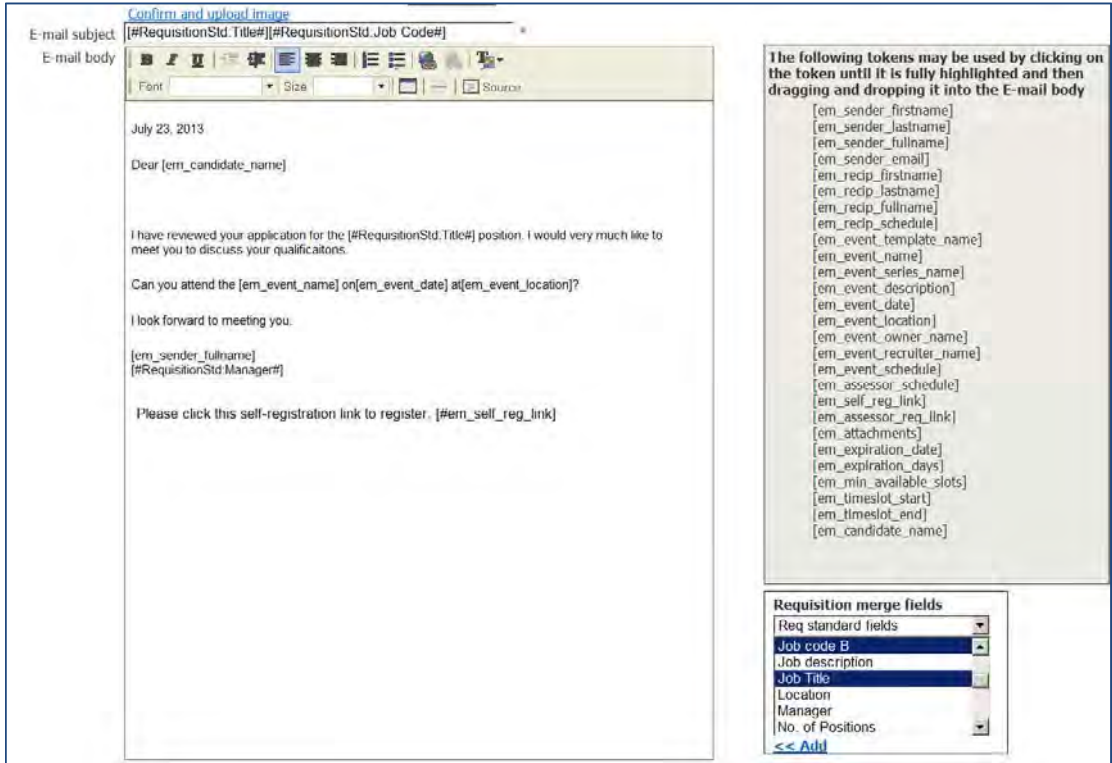 Confirm and upload image
E-mail subject [#RequisitionStd:Title#][#RequisitionStd:Job Code#] *
E-mail body
B I U
Font Size Source
July 23, 2013
Dear [em_candidate_name]
I have reviewed your application for the [#RequisitionStd:Title#] position. I would very much like to
meet you to discuss your qualificaitons.
Can you attend the [em_event_name] on[em_event_date] at[em_event_location]?
I look forward to meeting you.
[em_sender_fullname]
[#RequisitionStd:Manager#]
Please click this self-registration link to register. [#em_self_reg_link]
The following tokens may be used by clicking on
the token until it is fully highlighted and then
dragging and dropping it into the E-mail body
[em_sender_firstname]
[em_sender_lastname]
[em_sender_fullname]
[em_sender_email]
[em_recip_firstname]
[em_recip_lastname]
[em_recip_fullname]
[em_recip_schedule]
[em_event_template_name]
[em_event_name]
[em_event_series_name]
[em_event_description]
[em_event_date]
[em_event_location]
[em_event_owner_name]
[em_event_recruiter_name]
[em_event_schedule]
[em_assessor_schedule]
[em_self_reg_link]
[em_assessor_reg_link]
[em_attachments]
[em_expiration_date]
[em_expiration_days]
[em_min_available_slots]
[em_timeslot_start]
[em_timeslot_end]
[em_candidate_name]
Requisition merge fields
Req standard fields
Job code B
Job description
Job Title
Location
Manager
No. of Positions
<< Add